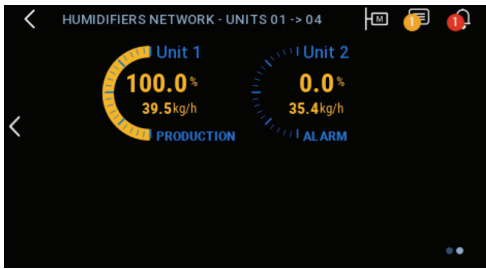 HUMIDIFIERS NETWORK - UNITS 01 -> 04
M
1
1
Unit 1
100.0%
39.5kg/h
PRODUCTION
Unit 2
0.0%
35.4kg/h
ALARM